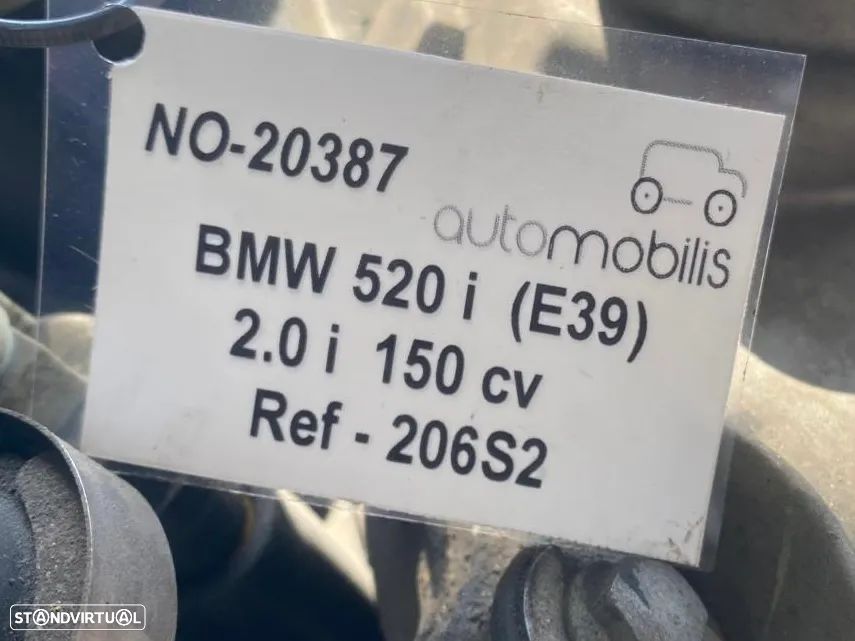 NO-20387
automobilis
BMW 520 i (E39)
2.0 i 150 cv
Ref - 206S2
STANDVIRTUAL